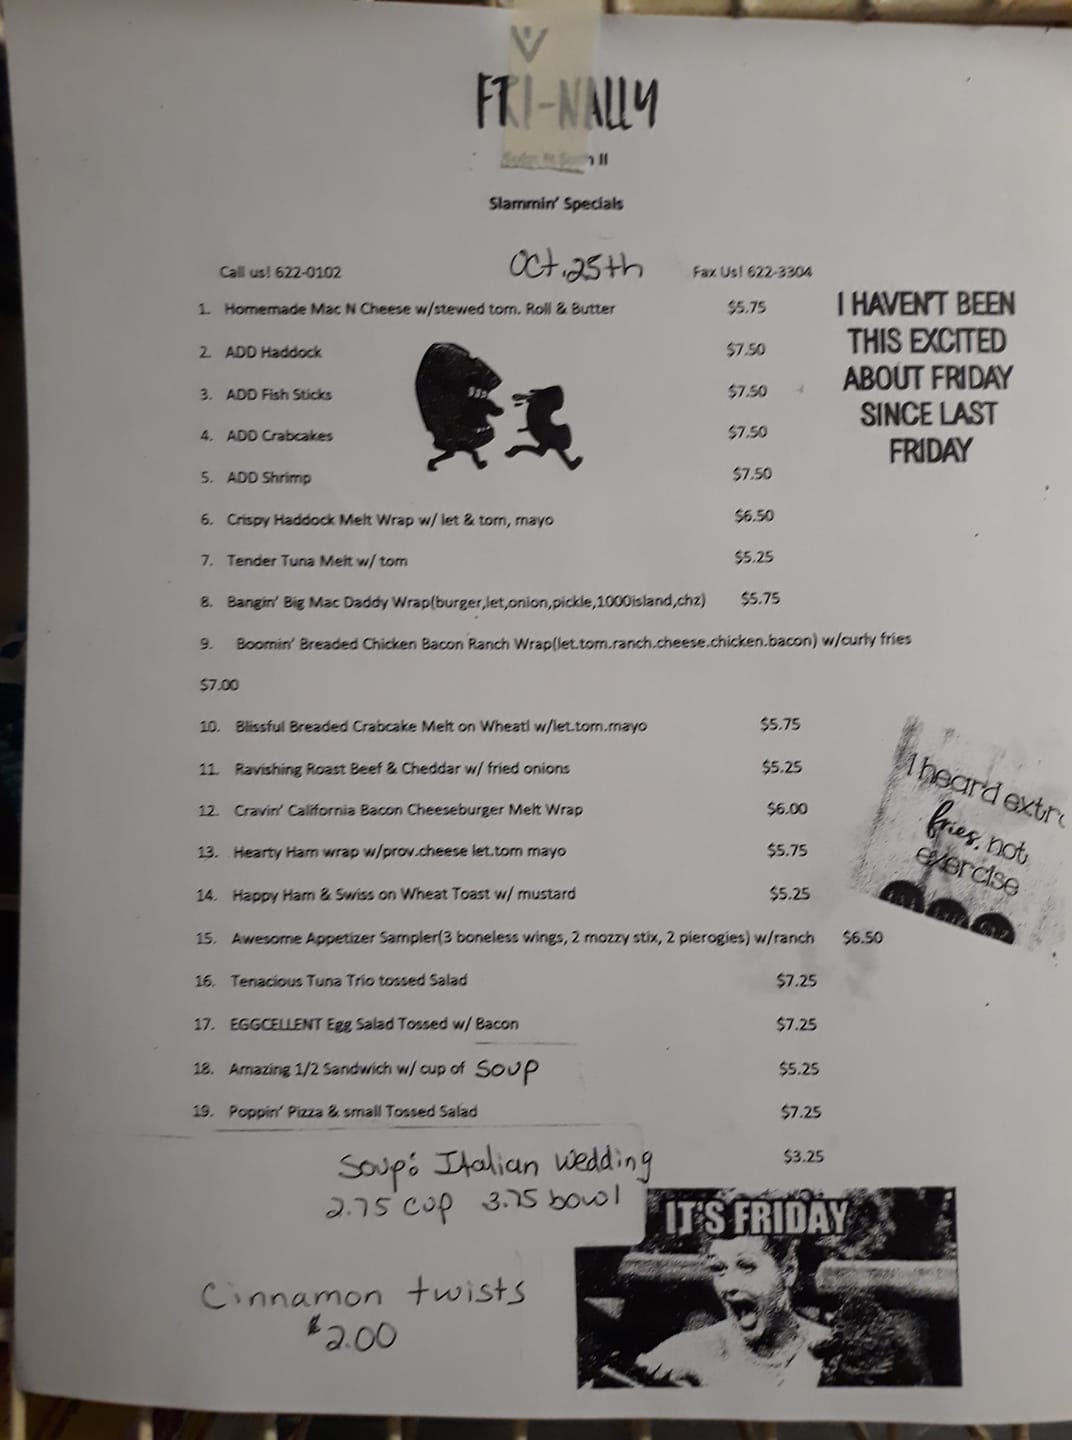 FRI-NALLY
II
Slammin' Specials
Call us! 622-0102 Oct. 25th Fax Us! 622-3304
1. Homemade Mac N Cheese w/stewed tom. Roll & Butter $5.75
2. ADD Haddock $7.50
3. ADD Fish Sticks $7.50
4. ADD Crabcakes $7.50
5. ADD Shrimp $7.50
6. Crispy Haddock Melt Wrap w/ let & tom, mayo $6.50
7. Tender Tuna Melt w/ tom $5.25
8. Bangin' Big Mac Daddy Wrap(burger,let,onion,pickle,1000island,chz) $5.75
9. Boomin' Breaded Chicken Bacon Ranch Wrap(let.tom.ranch.cheese.chicken.bacon) w/curly fries
$7.00
10. Blissful Breaded Crabcake Melt on Wheatl w/let.tom.mayo $5.75
11. Ravishing Roast Beef & Cheddar w/ fried onions $5.25
12. Cravin' California Bacon Cheeseburger Melt Wrap $6.00
13. Hearty Ham wrap w/prov.cheese let.tom mayo $5.75
14. Happy Ham & Swiss on Wheat Toast w/ mustard $5.25
15. Awesome Appetizer Sampler(3 boneless wings, 2 mozzy stix, 2 pierogies) w/ranch $6.50
16. Tenacious Tuna Trio tossed Salad $7.25
17. EGGCELLENT Egg Salad Tossed w/ Bacon $7.25
18. Amazing 1/2 Sandwich w/ cup of Soup $5.25
19. Poppin' Pizza & small Tossed Salad $7.25
Soup: Italian Wedding $3.25
2.75 cup 3.75 bowl
Cinnamon twists
$2.00
I HAVEN'T BEEN
THIS EXCITED
ABOUT FRIDAY
SINCE LAST
FRIDAY
I heard extr
fries, not
exercise
IT'S FRIDAY